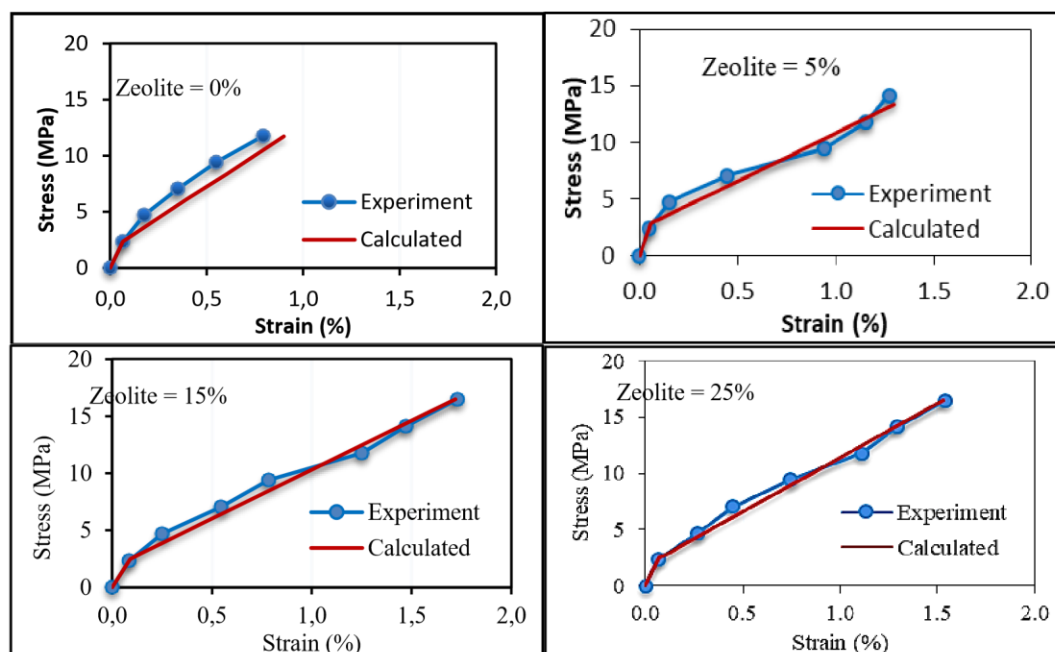 20
15
10
5
0
Stress (MPa)
Zeolite = 0%
Experiment
Calculated
0,0 0,5 1,0 1,5 2,0
Strain (%)
20
15
10
5
0
Stress (MPa)
Zeolite = 5%
Experiment
Calculated
0.0 0.5 1.0 1.5 2.0
Strain (%)
20
15
10
5
0
Stress (MPa)
Zeolite = 15%
Experiment
Calculated
0,0 0,5 1,0 1,5 2,0
Strain (%)
20
15
10
5
0
Stress (MPa)
Zeolite = 25%
Experiment
Calculated
0.0 0.5 1.0 1.5 2.0
Strain (%)